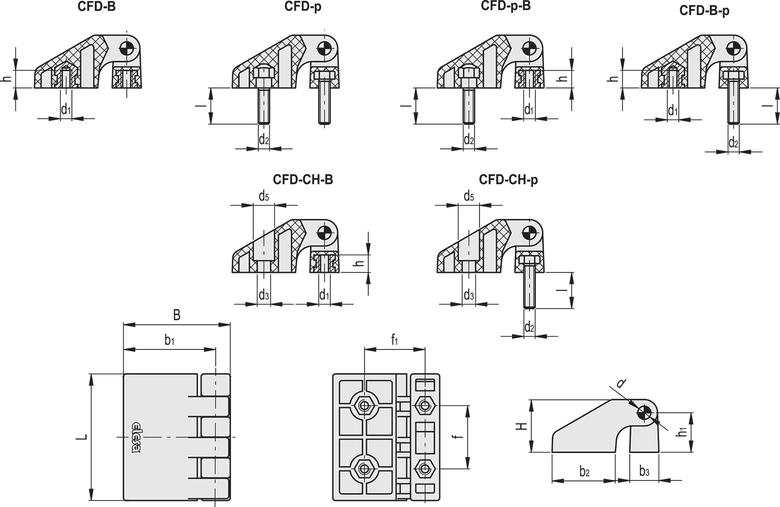 CFD-B
CFD-p
CFD-p-B
CFD-B-p
h
d1
l
d2
l
d2
d1
h
h
d1
d2
l
CFD-CH-B
CFD-CH-p
d5
d3
d1
h
d5
d3
d2
l
B
b1
L
elesa
f1
f
d
H
h1
b2
b3